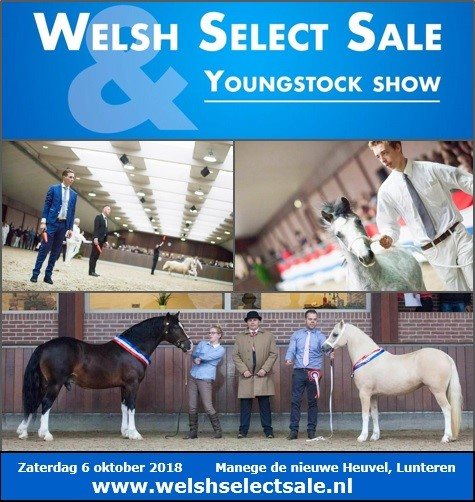 WELSH SELECT SALE
&
YOUNGSTOCK SHOW
Zaterdag 6 oktober 2018 Manege de nieuwe Heuvel, Lunteren
www.welshselectsale.nl